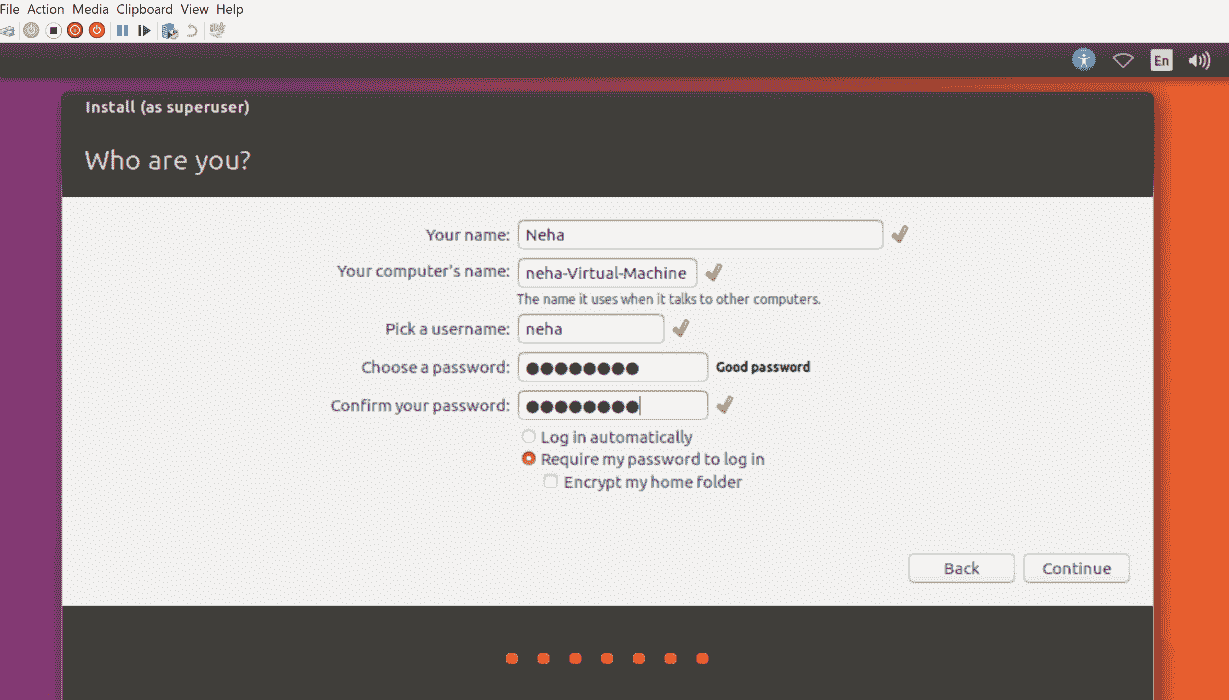 File Action Media Clipboard View Help
En
Install (as superuser)
Who are you?
Your name: Neha
Your computer's name: neha-Virtual-Machine
The name it uses when it talks to other computers.
Pick a username: neha
Choose a password: ●●●●●●●● Good password
Confirm your password: ●●●●●●●●
Log in automatically
Require my password to log in
Encrypt my home folder
Back Continue